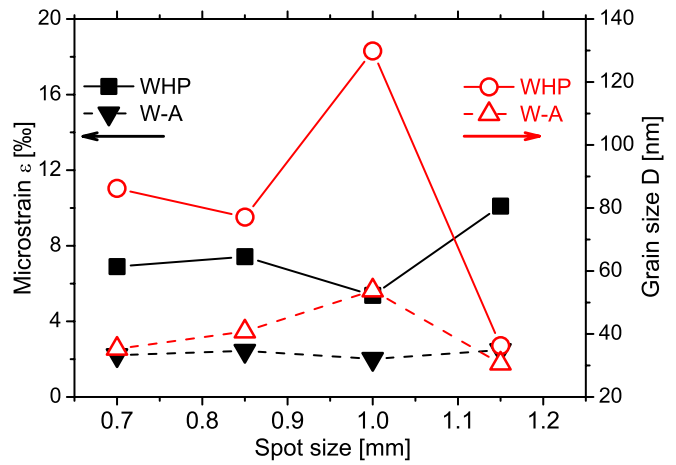 20
16
12
8
4
0
Microstrain ε [‰]
WHP
W-A
WHP
W-A
140
120
100
80
60
40
20
Grain size D [nm]
0.7
0.8
0.9
1.0
1.1
1.2
Spot size [mm]